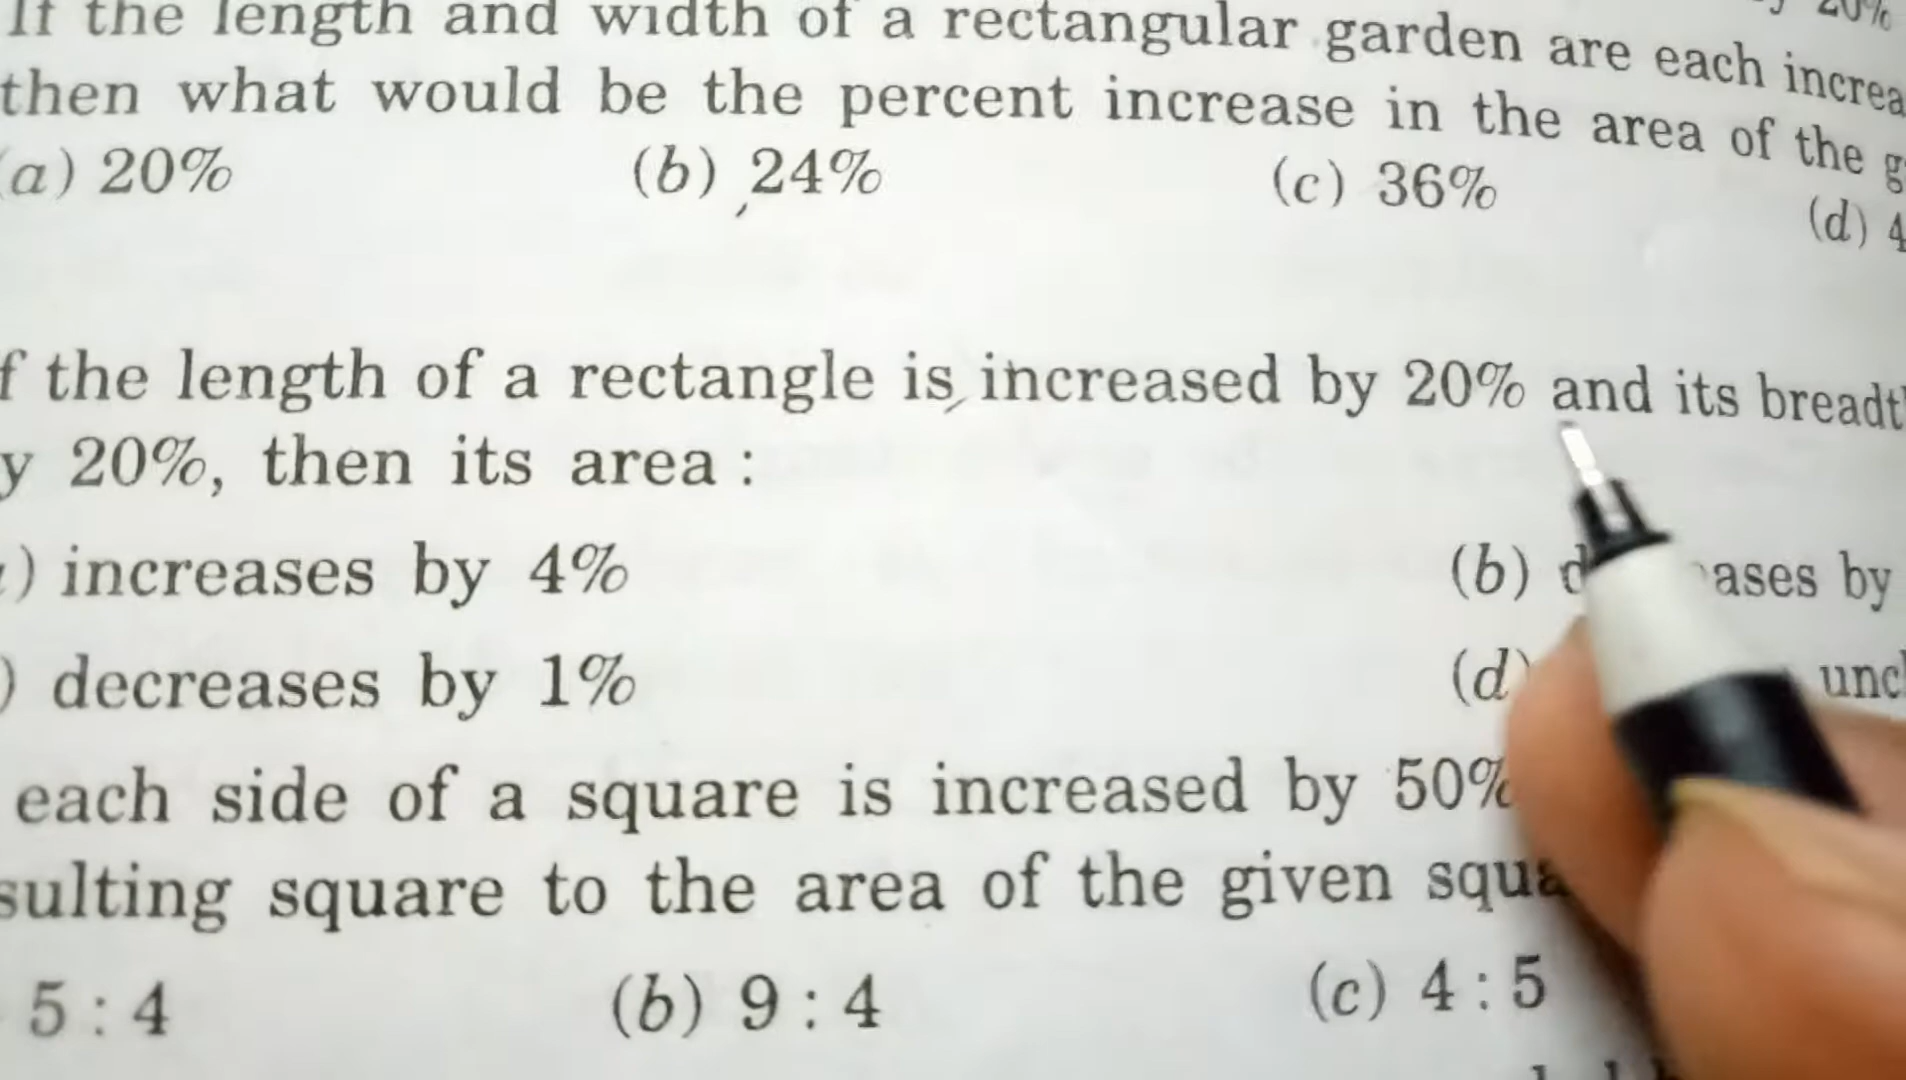 20%
If the length and width of a rectangular garden are each increa
then what would be the percent increase in the area of the g
(a) 20% (b) 24% (c) 36% (d) 4
f the length of a rectangle is increased by 20% and its breadt
y 20%, then its area :
) increases by 4% (b) d ases by
) decreases by 1% (d) unc
each side of a square is increased by 50%
sulting square to the area of the given squa
5 : 4 (b) 9 : 4 (c) 4 : 5